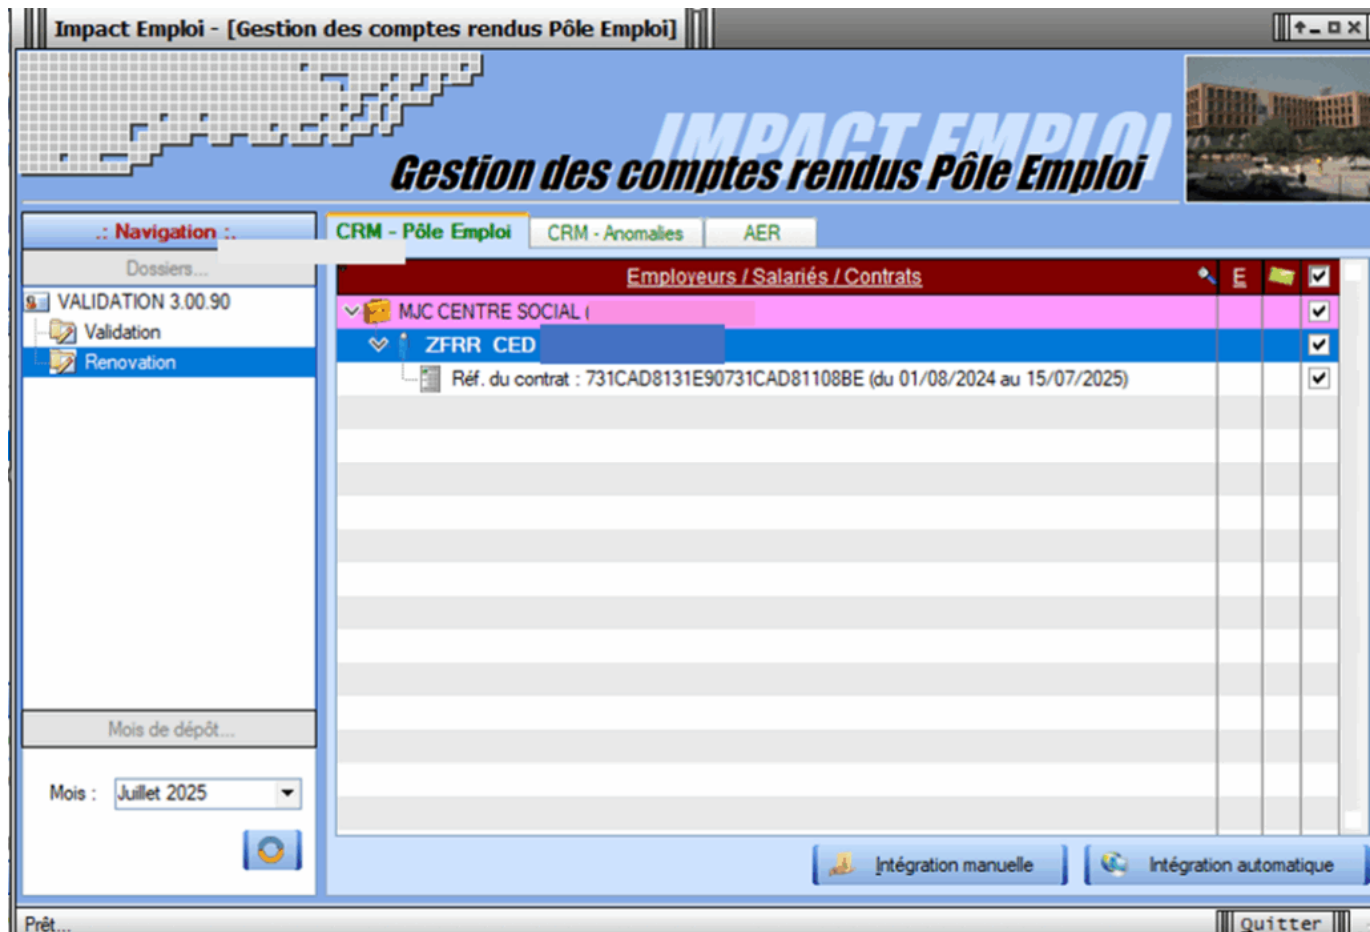 Impact Emploi - [Gestion des comptes rendus Pôle Emploi]
IMPACT EMPLOI
Gestion des comptes rendus Pôle Emploi
.: Navigation :.
CRM - Pôle Emploi
CRM - Anomalies
AER
Dossiers...
Employeurs / Salariés / Contrats
E
VALIDATION 3.00.90
MJC CENTRE SOCIAL (
Validation
ZFRR CED
Renovation
Réf. du contrat : 731CAD8131E90731CAD81108BE (du 01/08/2024 au 15/07/2025)
Mois de dépôt...
Mois :
Juillet 2025
Intégration manuelle
Intégration automatique
Prêt...
Quitter